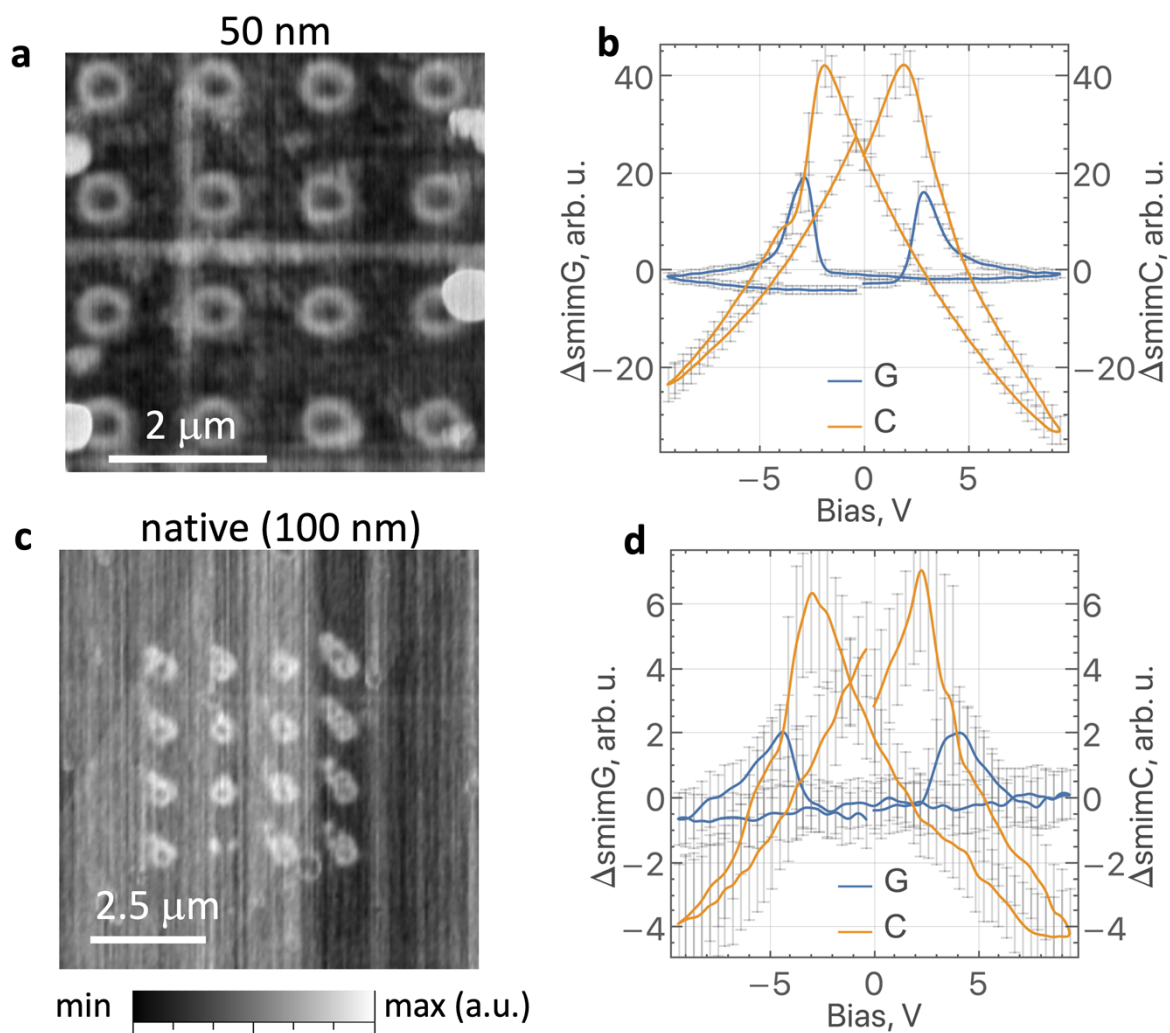 a
50 nm
2 μm
b
ΔsmimG, arb. u.
40
20
0
−20
40
20
0
−20
ΔsmimC, arb. u.
G
C
−5
0
5
Bias, V
c
native (100 nm)
2.5 μm
min
max (a.u.)
d
ΔsmimG, arb. u.
6
4
2
0
−2
−4
6
4
2
0
−2
−4
ΔsmimC, arb. u.
G
C
−5
0
5
Bias, V